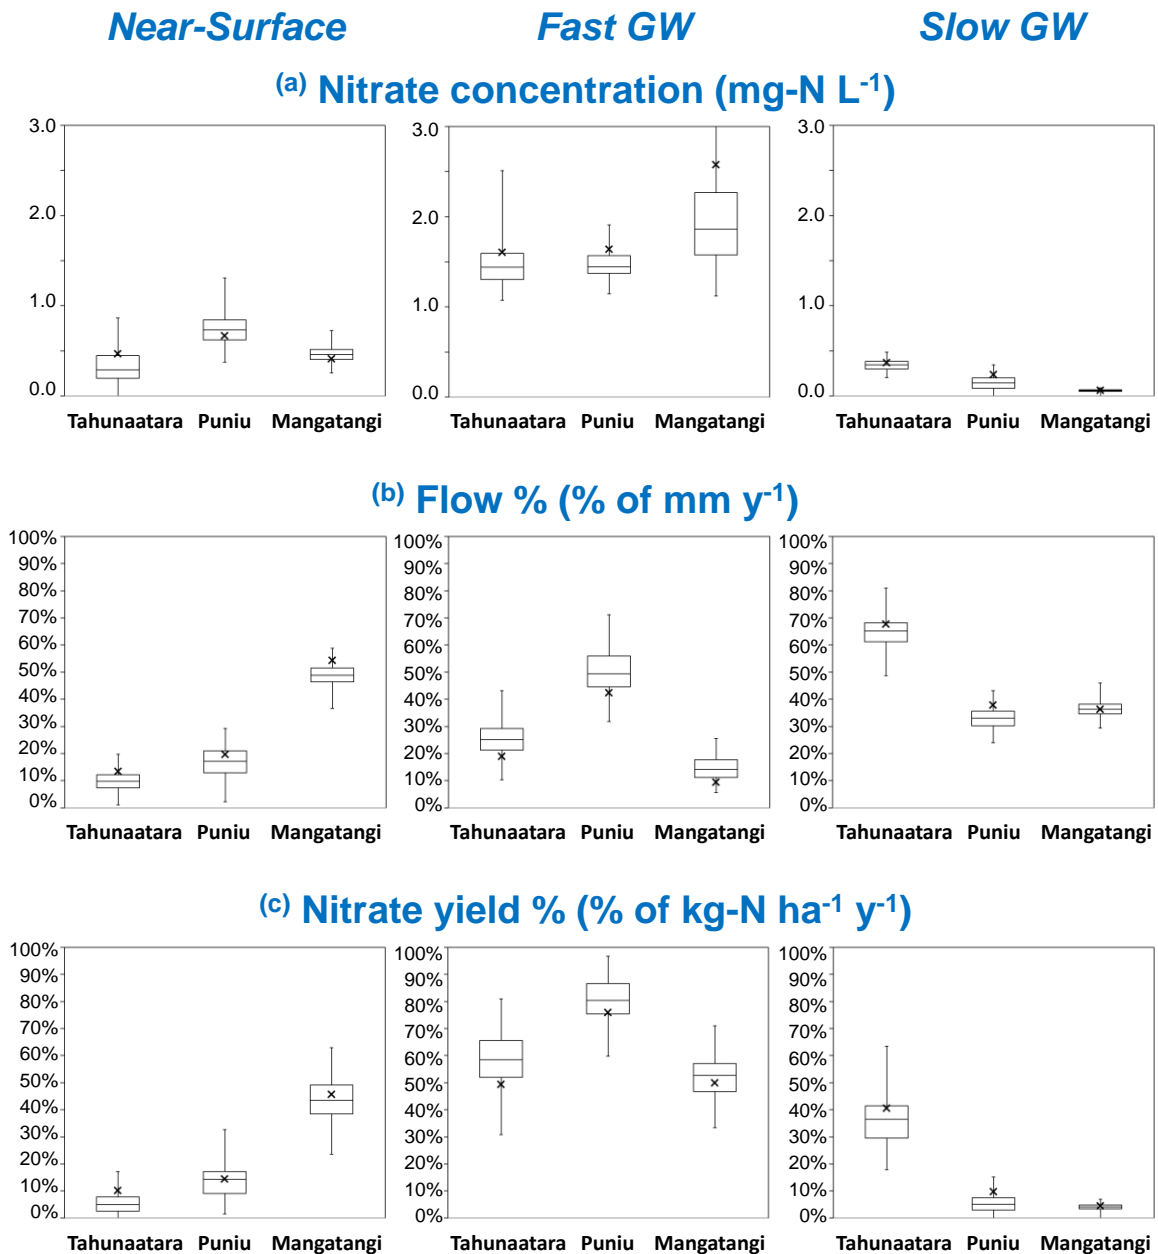 Near-Surface Fast GW Slow GW
(a) Nitrate concentration (mg-N L-1)
3.0 3.0 3.0
2.0 2.0 2.0
1.0 1.0 1.0
0.0 0.0 0.0
Tahunaatara Puniu Mangatangi Tahunaatara Puniu Mangatangi Tahunaatara Puniu Mangatangi
(b) Flow % (% of mm y-1)
100% 100% 100%
90% 90% 90%
80% 80% 80%
70% 70% 70%
60% 60% 60%
50% 50% 50%
40% 40% 40%
30% 30% 30%
20% 20% 20%
10% 10% 10%
0% 0% 0%
Tahunaatara Puniu Mangatangi Tahunaatara Puniu Mangatangi Tahunaatara Puniu Mangatangi
(c) Nitrate yield % (% of kg-N ha-1 y-1)
100% 100% 100%
90% 90% 90%
80% 80% 80%
70% 70% 70%
60% 60% 60%
50% 50% 50%
40% 40% 40%
30% 30% 30%
20% 20% 20%
10% 10% 10%
0% 0% 0%
Tahunaatara Puniu Mangatangi Tahunaatara Puniu Mangatangi Tahunaatara Puniu Mangatangi